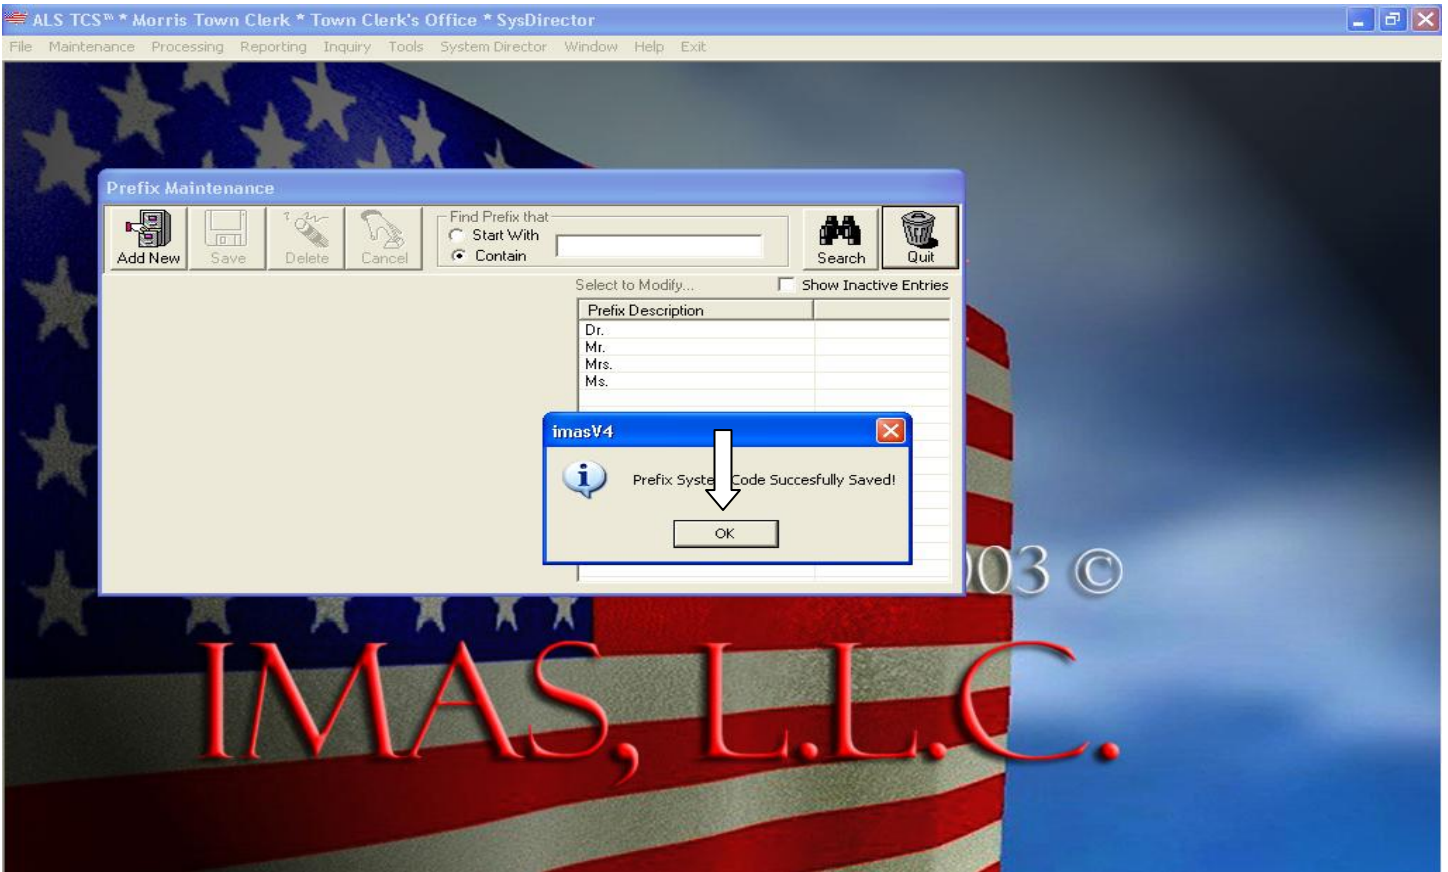 ALS TCS™ * Morris Town Clerk * Town Clerk's Office * SysDirector
File Maintenance Processing Reporting Inquiry Tools System Director Window Help Exit
Prefix Maintenance
Add New Save Delete Cancel
Find Prefix that
Start With
Contain
Search Quit
Select to Modify... Show Inactive Entries
Prefix Description
Dr.
Mr.
Mrs.
Ms.
imasV4
Prefix Syste Code Succesfully Saved!
OK
003 ©
IMAS, L.L.C.